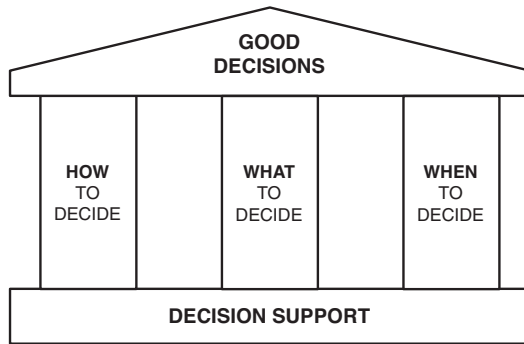 GOOD
DECISIONS
HOW
TO
DECIDE
WHAT
TO
DECIDE
WHEN
TO
DECIDE
DECISION SUPPORT